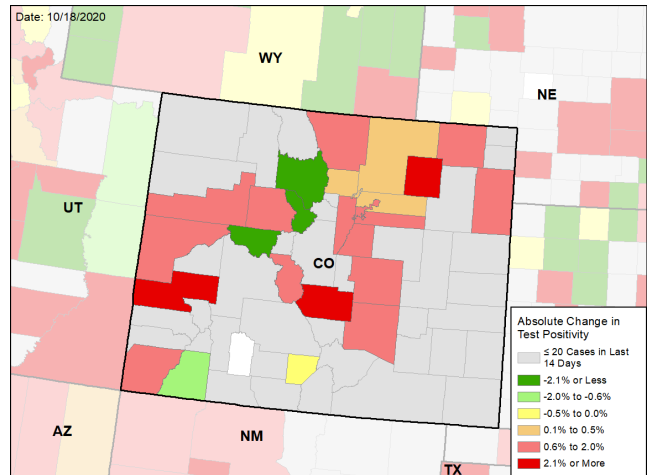 Date: 10/18/2020
WY
NE
UT
CO
AZ
NM
TX
Absolute Change in
Test Positivity
≤ 20 Cases in Last
14 Days
-2.1% or Less
-2.0% to -0.6%
-0.5% to 0.0%
0.1% to 0.5%
0.6% to 2.0%
2.1% or More